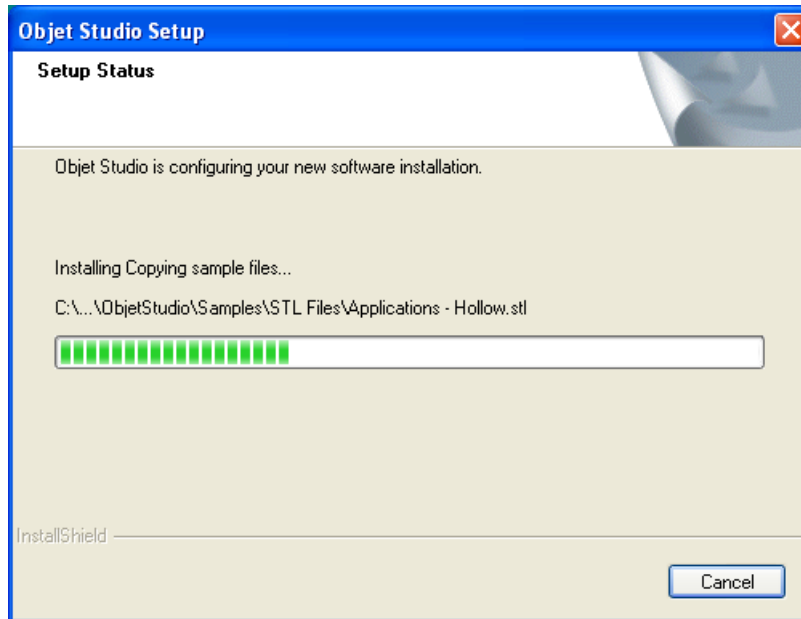 Objet Studio Setup
Setup Status
Objet Studio is configuring your new software installation.
Installing Copying sample files...
C:\...\ObjetStudio\Samples\STL Files\Applications - Hollow.stl
InstallShield
Cancel